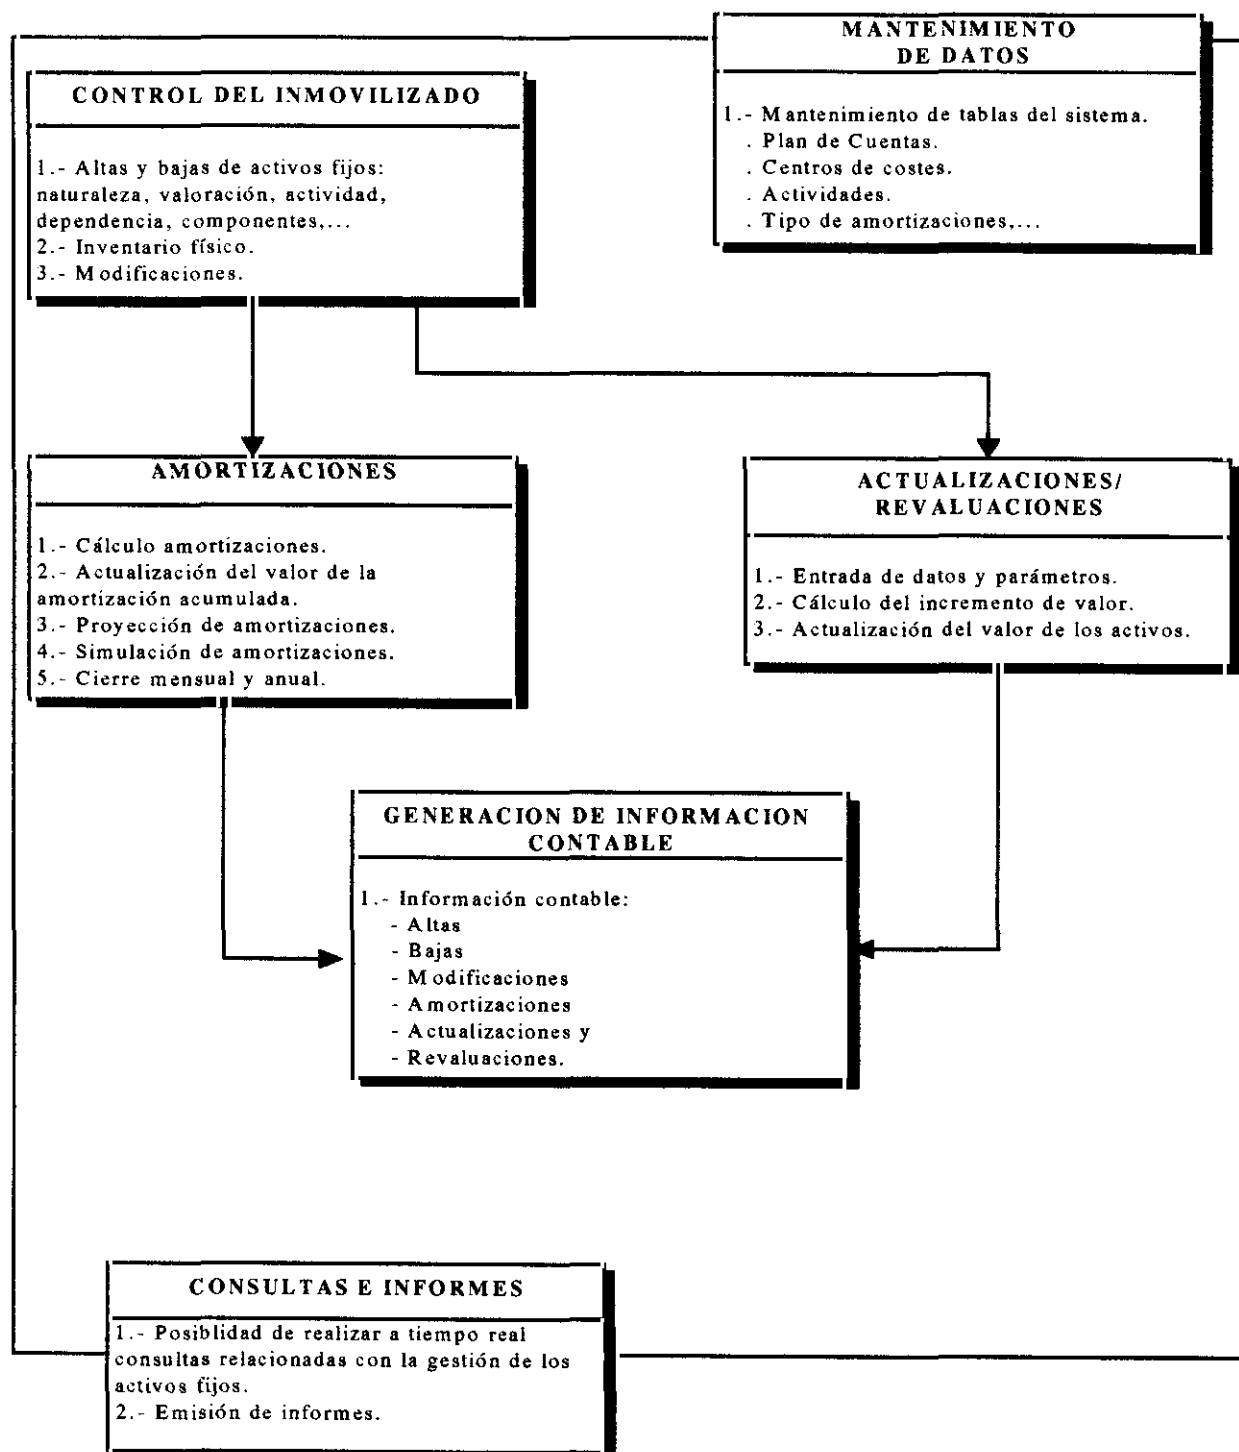 MANTENIMIENTO
DE DATOS
1.- Mantenimiento de tablas del sistema.
. Plan de Cuentas.
. Centros de costes.
. Actividades.
. Tipo de amortizaciones,...
CONTROL DEL INMOVILIZADO
1.- Altas y bajas de activos fijos:
naturaleza, valoración, actividad,
dependencia, componentes,...
2.- Inventario físico.
3.- Modificaciones.
AMORTIZACIONES
1.- Cálculo amortizaciones.
2.- Actualización del valor de la
amortización acumulada.
3.- Proyección de amortizaciones.
4.- Simulación de amortizaciones.
5.- Cierre mensual y anual.
ACTUALIZACIONES/
REVALUACIONES
1.- Entrada de datos y parámetros.
2.- Cálculo del incremento de valor.
3.- Actualización del valor de los activos.
GENERACION DE INFORMACION
CONTABLE
1.- Información contable:
- Altas
- Bajas
- Modificaciones
- Amortizaciones
- Actualizaciones y
- Revaluaciones.
CONSULTAS E INFORMES
1.- Posiblidad de realizar a tiempo real
consultas relacionadas con la gestión de los
activos fijos.
2.- Emisión de informes.